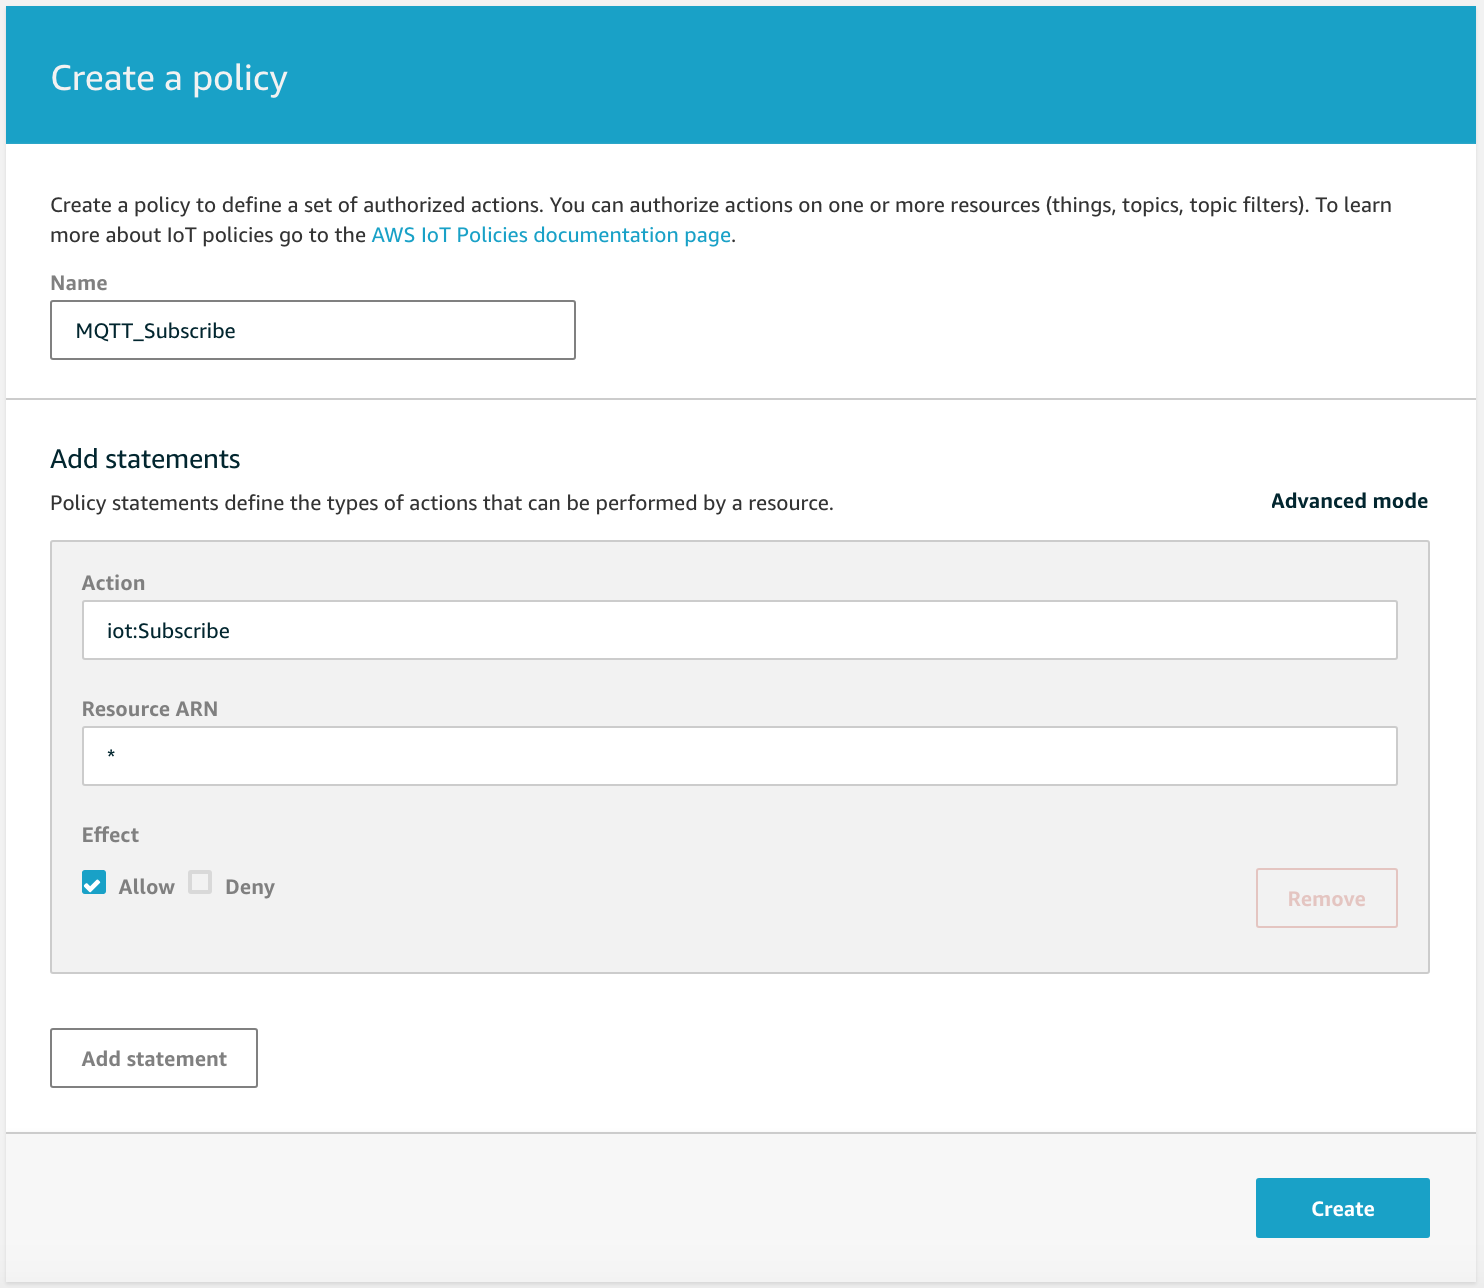 Create a policy
Create a policy to define a set of authorized actions. You can authorize actions on one or more resources (things, topics, topic filters). To learn
more about IoT policies go to the AWS IoT Policies documentation page.
Name
MQTT_Subscribe
Add statements
Policy statements define the types of actions that can be performed by a resource.
Advanced mode
Action
iot:Subscribe
Resource ARN
*
Effect
Allow Deny
Remove
Add statement
Create